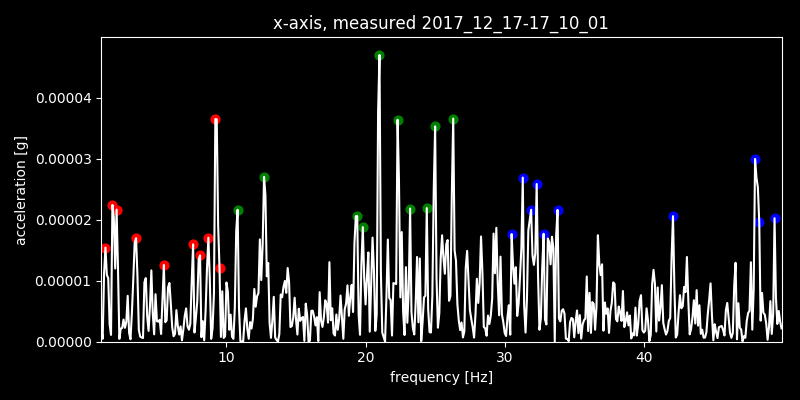 x-axis, measured 2017_12_17-17_10_01
0.00004
0.00003
0.00002
0.00001
0.00000
acceleration [g]
10 20 30 40
frequency [Hz]